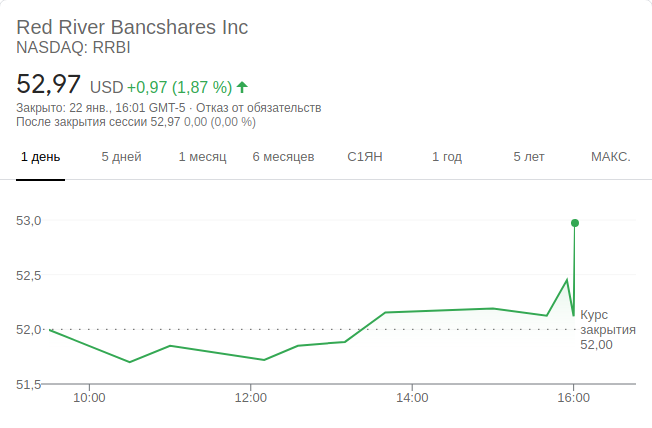 Red River Bancshares Inc
NASDAQ: RRBI
52,97 USD +0,97 (1,87 %)
Закрыто: 22 янв., 16:01 GMT-5 · Отказ от обязательств
После закрытия сессии 52,97 0,00 (0,00 %)
1 день 5 дней 1 месяц 6 месяцев С1ЯН 1 год 5 лет МАКС.
53,0
52,5
52,0
51,5
Курс
закрытия
52,00
10:00 12:00 14:00 16:00